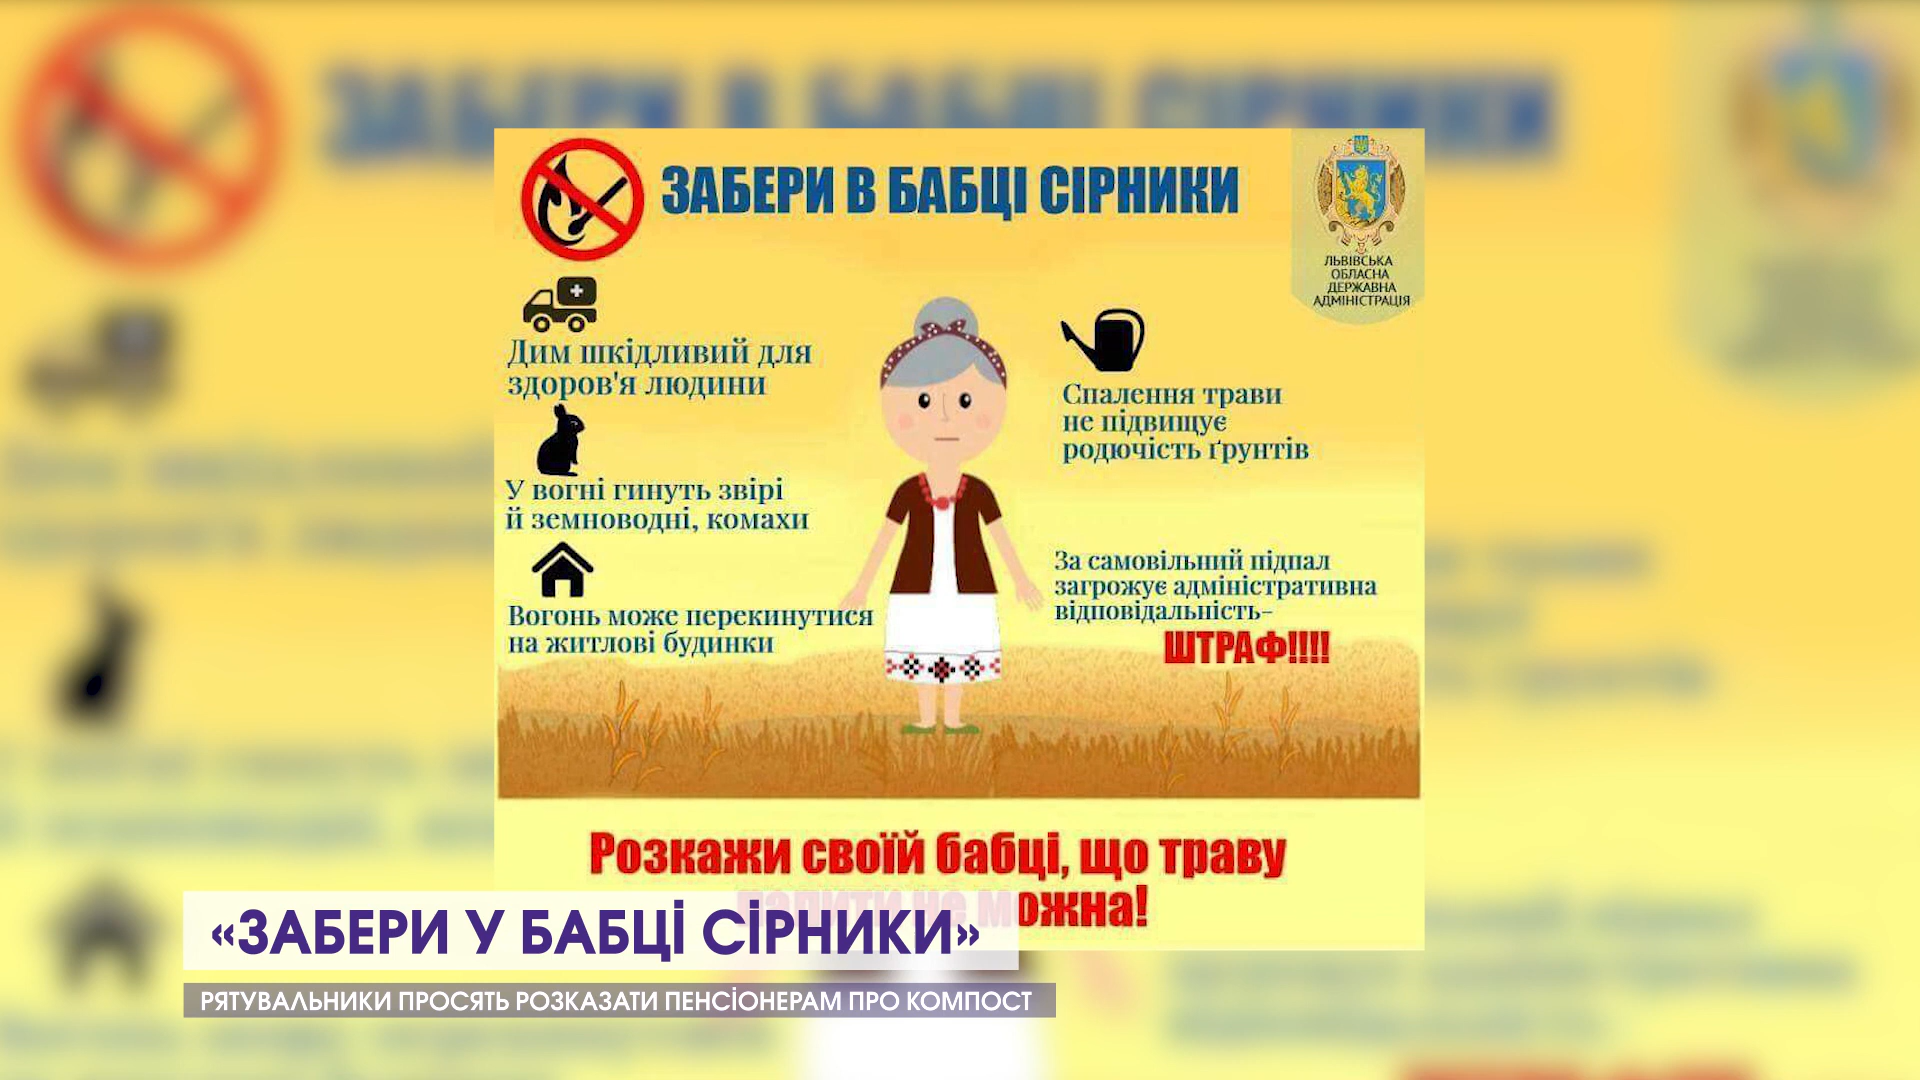 ЗАБЕРИ В БАБЦІ СІРНИКИ
ЛЬВІВСЬКА
ОБЛАСНА
ДЕРЖАВНА
АДМІНІСТРАЦІЯ
Дим шкідливий для
здоров'я людини
У вогні гинуть звірі
й земноводні, комахи
Вогонь може перекинутися
на житлові будинки
Спалення трави
не підвищує
родючість ґрунтів
За самовільний підпал
загрожує адміністративна
відповідальність–
ШТРАФ!!!!
Розкажи своїй бабці, що траву
палити не можна!
«ЗАБЕРИ У БАБЦІ СІРНИКИ»
РЯТУВАЛЬНИКИ ПРОСЯТЬ РОЗКАЗАТИ ПЕНСІОНЕРАМ ПРО КОМПОСТ